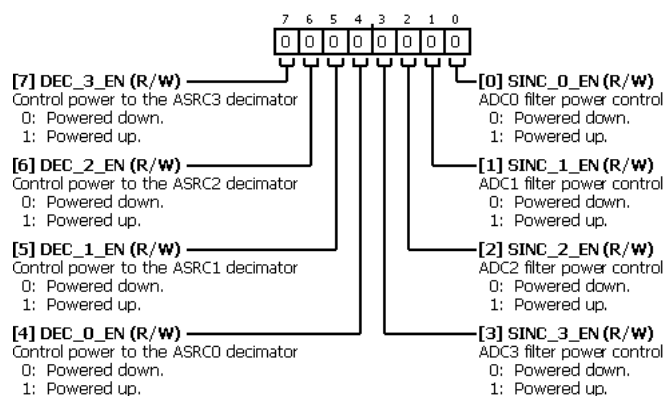 7 6 5 4 3 2 1 0
0 0 0 0 0 0 0 0
[7] DEC_3_EN (R/W)
Control power to the ASRC3 decimator
0: Powered down.
1: Powered up.
[6] DEC_2_EN (R/W)
Control power to the ASRC2 decimator
0: Powered down.
1: Powered up.
[5] DEC_1_EN (R/W)
Control power to the ASRC1 decimator
0: Powered down.
1: Powered up.
[4] DEC_0_EN (R/W)
Control power to the ASRC0 decimator
0: Powered down.
1: Powered up.
[0] SINC_0_EN (R/W)
ADC0 filter power control
0: Powered down.
1: Powered up.
[1] SINC_1_EN (R/W)
ADC1 filter power control
0: Powered down.
1: Powered up.
[2] SINC_2_EN (R/W)
ADC2 filter power control
0: Powered down.
1: Powered up.
[3] SINC_3_EN (R/W)
ADC3 filter power control
0: Powered down.
1: Powered up.